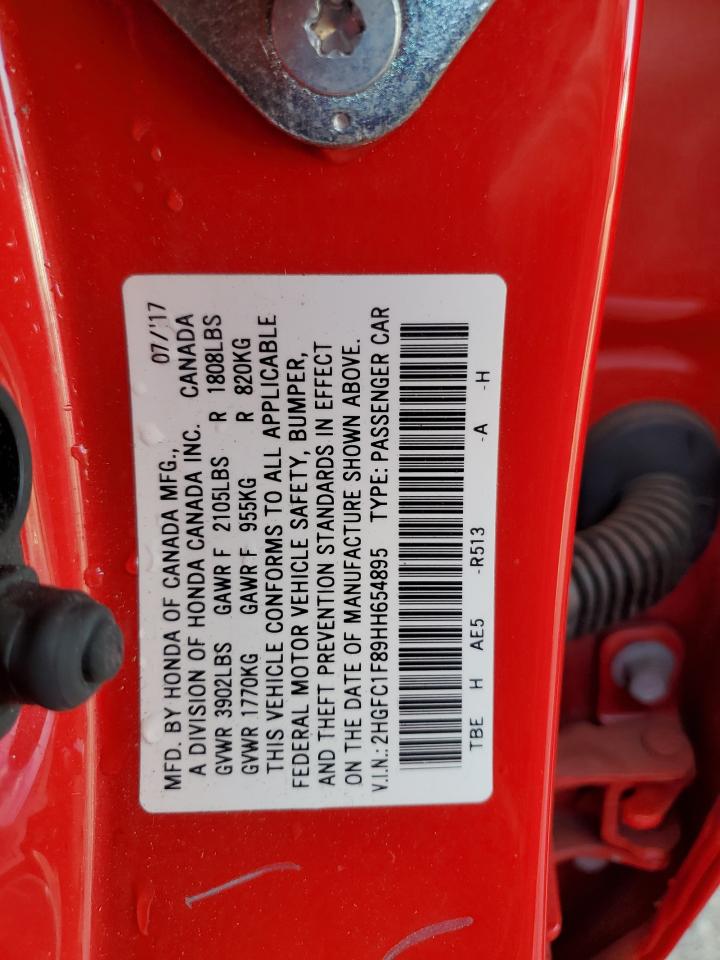 MFD. BY HONDA OF CANADA MFG., 07/'17
A DIVISION OF HONDA CANADA INC. CANADA
GVWR 3902LBS GAWR F 2105LBS R 1808LBS
GVWR 1770KG GAWR F 955KG R 820KG
THIS VEHICLE CONFORMS TO ALL APPLICABLE
FEDERAL MOTOR VEHICLE SAFETY, BUMPER,
AND THEFT PREVENTION STANDARDS IN EFFECT
ON THE DATE OF MANUFACTURE SHOWN ABOVE.
V.I.N.: 2HGFC1F89HH654895 TYPE: PASSENGER CAR
TBE H AE5 -R513 -A -H